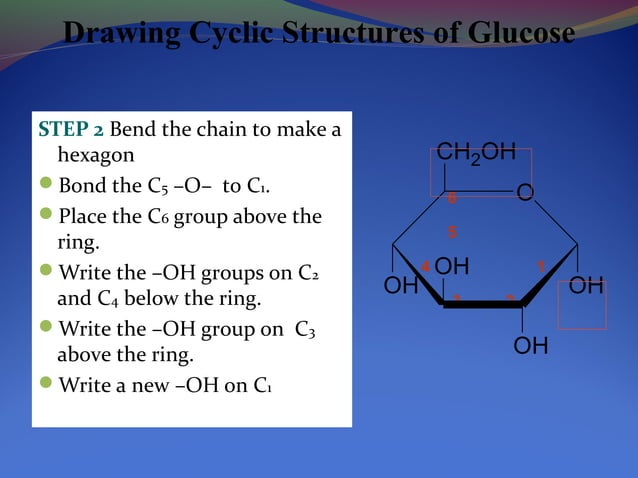 Drawing Cyclic Structures of Glucose
STEP 2 Bend the chain to make a
hexagon
Bond the C₅ –O– to C₁.
Place the C6 group above the
ring.
Write the –OH groups on C₂
and C₄ below the ring.
Write the –OH group on C₃
above the ring.
Write a new –OH on C₁
CH₂OH
6
O
5
4
OH
1
OH
OH
OH